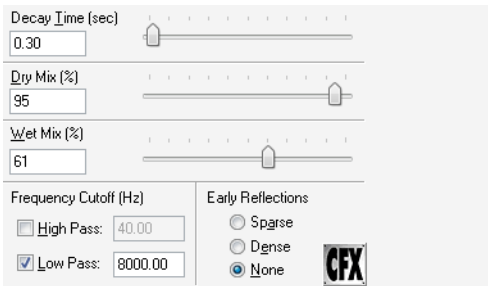 Decay Time (sec)
0.30
Dry Mix (%)
95
Wet Mix (%)
61
Frequency Cutoff (Hz)
High Pass: 40.00
Low Pass: 8000.00
Early Reflections
Sparse
Dense
None
CFX